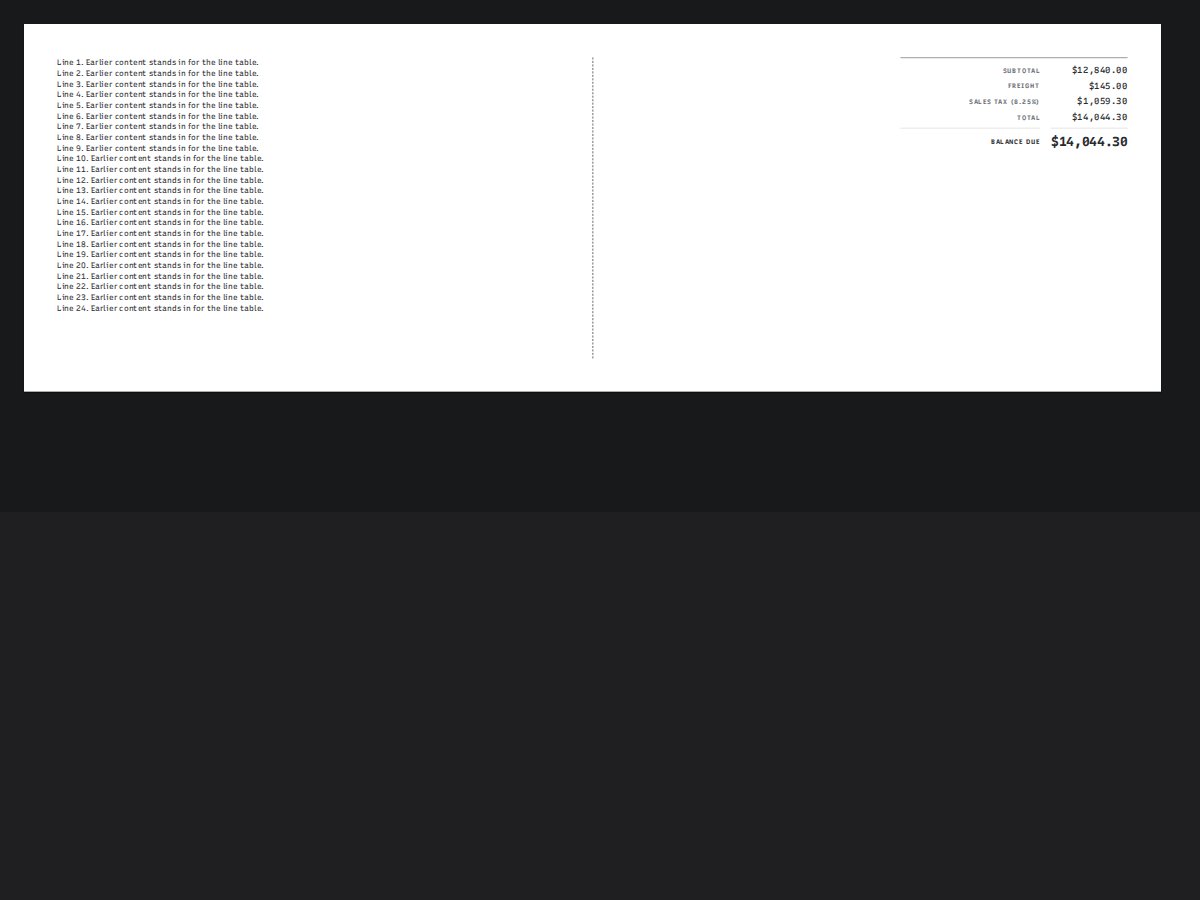 Line 1. Earlier content stands in for the line table.
Line 2. Earlier content stands in for the line table.
Line 3. Earlier content stands in for the line table.
Line 4. Earlier content stands in for the line table.
Line 5. Earlier content stands in for the line table.
Line 6. Earlier content stands in for the line table.
Line 7. Earlier content stands in for the line table.
Line 8. Earlier content stands in for the line table.
Line 9. Earlier content stands in for the line table.
Line 10. Earlier content stands in for the line table.
Line 11. Earlier content stands in for the line table.
Line 12. Earlier content stands in for the line table.
Line 13. Earlier content stands in for the line table.
Line 14. Earlier content stands in for the line table.
Line 15. Earlier content stands in for the line table.
Line 16. Earlier content stands in for the line table.
Line 17. Earlier content stands in for the line table.
Line 18. Earlier content stands in for the line table.
Line 19. Earlier content stands in for the line table.
Line 20. Earlier content stands in for the line table.
Line 21. Earlier content stands in for the line table.
Line 22. Earlier content stands in for the line table.
Line 23. Earlier content stands in for the line table.
Line 24. Earlier content stands in for the line table.
SUBTOTAL $12,840.00
FREIGHT $145.00
SALES TAX (8.25%) $1,059.30
TOTAL $14,044.30
BALANCE DUE $14,044.30